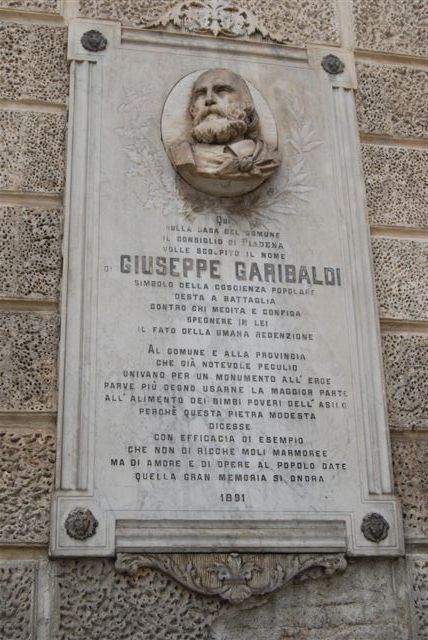 QUI
SULLA CASA DEL COMUNE
IL CONSIGLIO DI PIADENA
VOLLE SCOLPITO IL NOME
DI GIUSEPPE GARIBALDI
SIMBOLO DELLA COSCIENZA POPOLARE
DESTA A BATTAGLIA
CONTRO CHI MEDITA E CONFIDA
SPEGNERE IN LEI
IL FATO DELLA UMANA REDENZIONE
AL COMUNE E ALLA PROVINCIA
CHE GIÀ NOTEVOLE PECULIO
UNIVANO PER UN MONUMENTO ALL'EROE
PARVE PIÙ DEGNO USARNE LA MAGGIOR PARTE
ALL'ALIMENTO DEI BIMBI POVERI DELL'ASILO
PERCHÈ QUESTA PIETRA MODESTA
DICESSE
CON EFFICACIA DI ESEMPIO
CHE NON DI RICCHE MOLI MARMOREE
MA DI AMORE E DI OPERE AL POPOLO DATE
QUELLA GRAN MEMORIA SI ONORA
1891